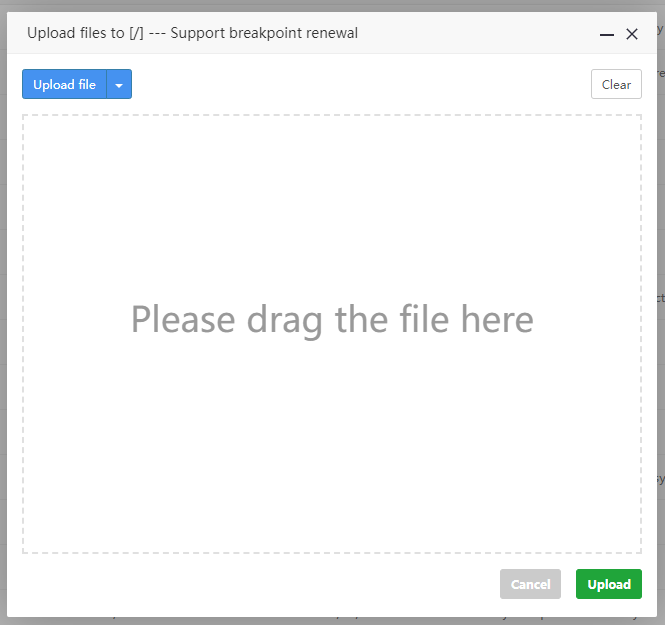 Upload files to [/] --- Support breakpoint renewal
Upload file
Clear
Please drag the file here
Cancel
Upload